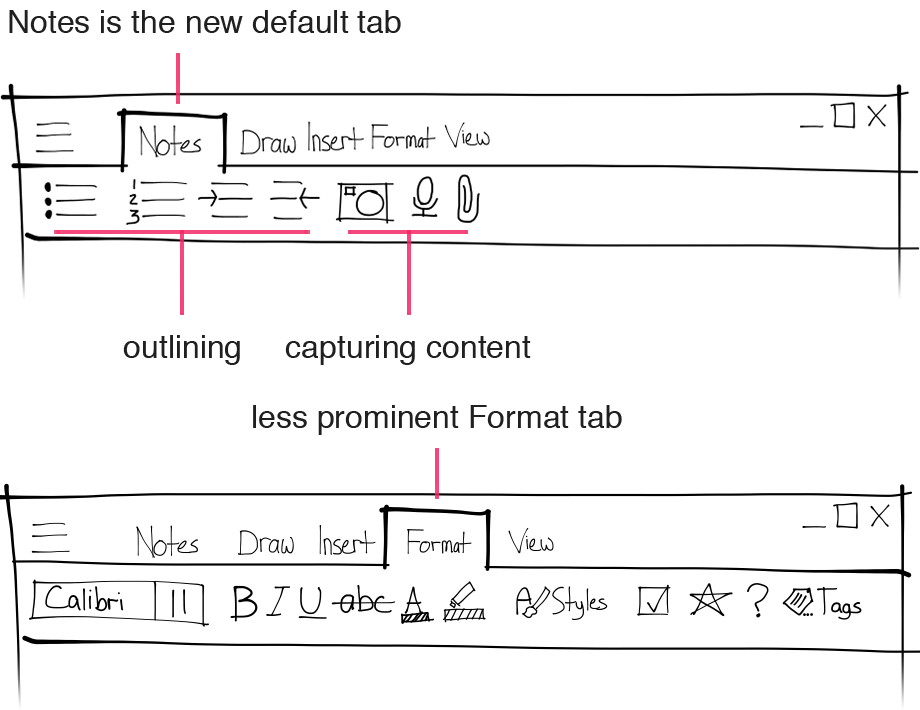 Notes is the new default tab
Notes Draw Insert Format View
1
2
3
outlining capturing content
less prominent Format tab
Notes Draw Insert Format View
Calibri 11 B I U abc A A Styles ? Tags